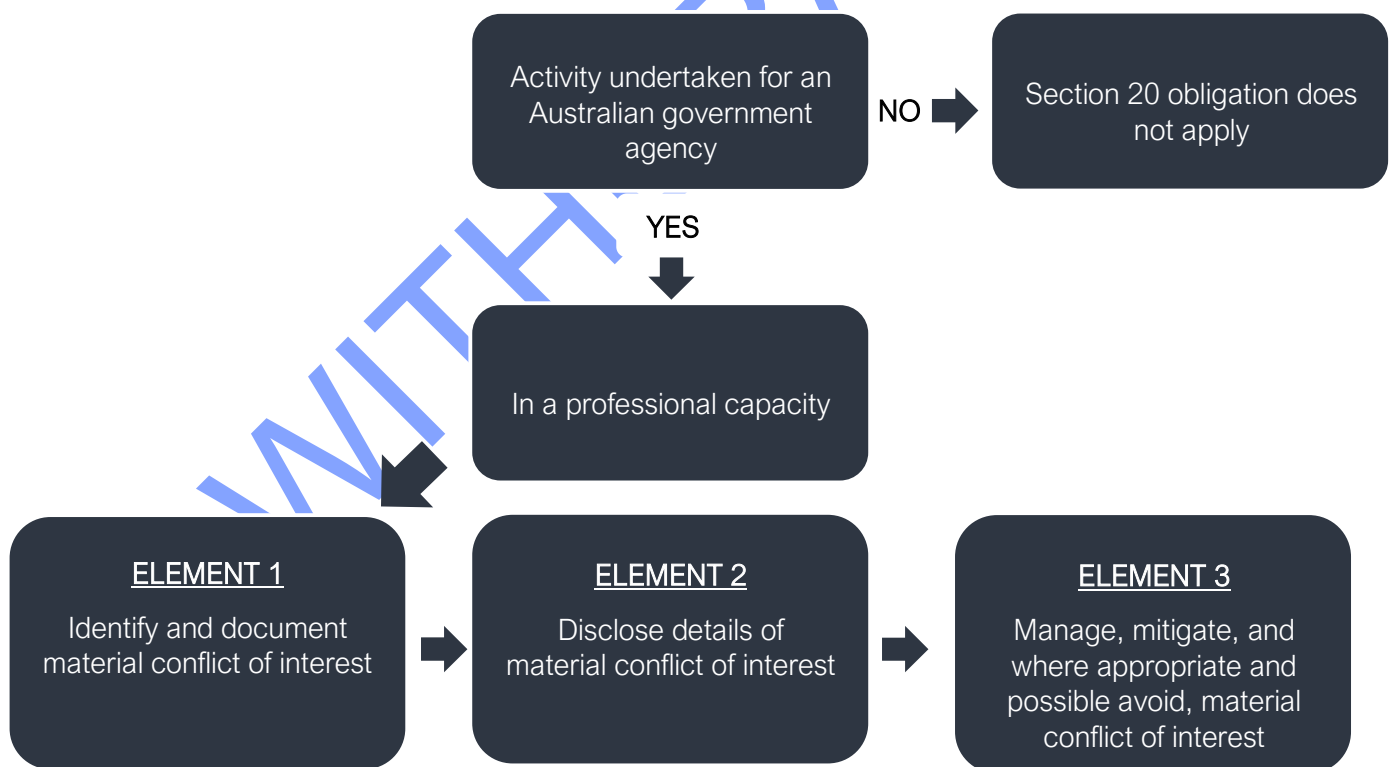 Activity undertaken for an
Australian government
agency
NO
Section 20 obligation does
not apply
YES
In a professional capacity
ELEMENT 1
Identify and document
material conflict of interest
ELEMENT 2
Disclose details of
material conflict of interest
ELEMENT 3
Manage, mitigate, and
where appropriate and
possible avoid, material
conflict of interest
WITH